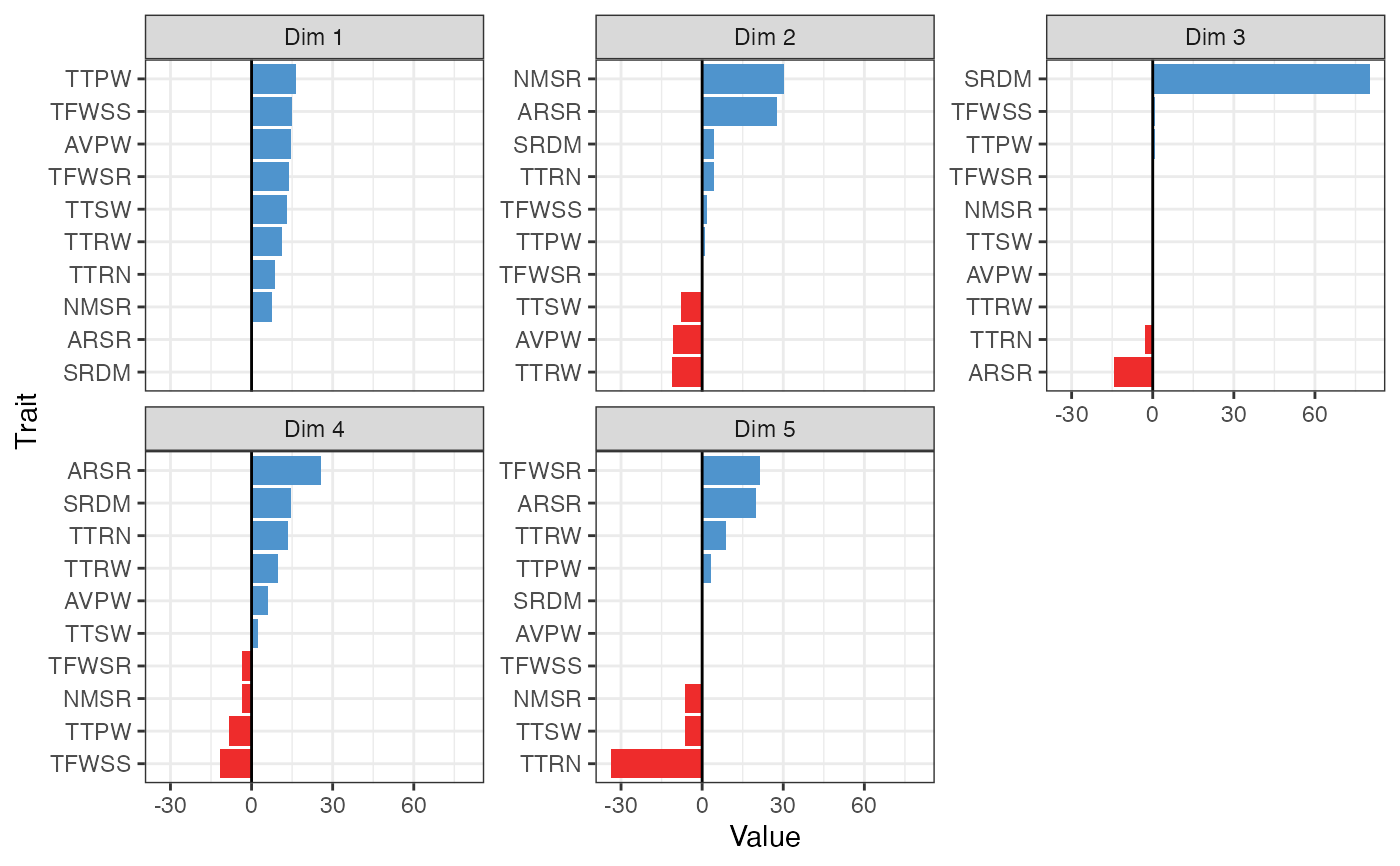 Dim 1
TTPW
TFWSS
AVPW
TFWSR
TTSW
TTRW
TTRN
NMSR
ARSR
SRDM
Dim 2
NMSR
ARSR
SRDM
TTRN
TFWSS
TTPW
TFWSR
TTSW
AVPW
TTRW
Dim 3
SRDM
TFWSS
TTPW
TFWSR
NMSR
TTSW
AVPW
TTRW
TTRN
ARSR
-30 0 30 60
Trait
Dim 4
ARSR
SRDM
TTRN
TTRW
AVPW
TTSW
TFWSR
NMSR
TTPW
TFWSS
-30 0 30 60
Dim 5
TFWSR
ARSR
TTRW
TTPW
SRDM
AVPW
TFWSS
NMSR
TTSW
TTRN
-30 0 30 60
Value